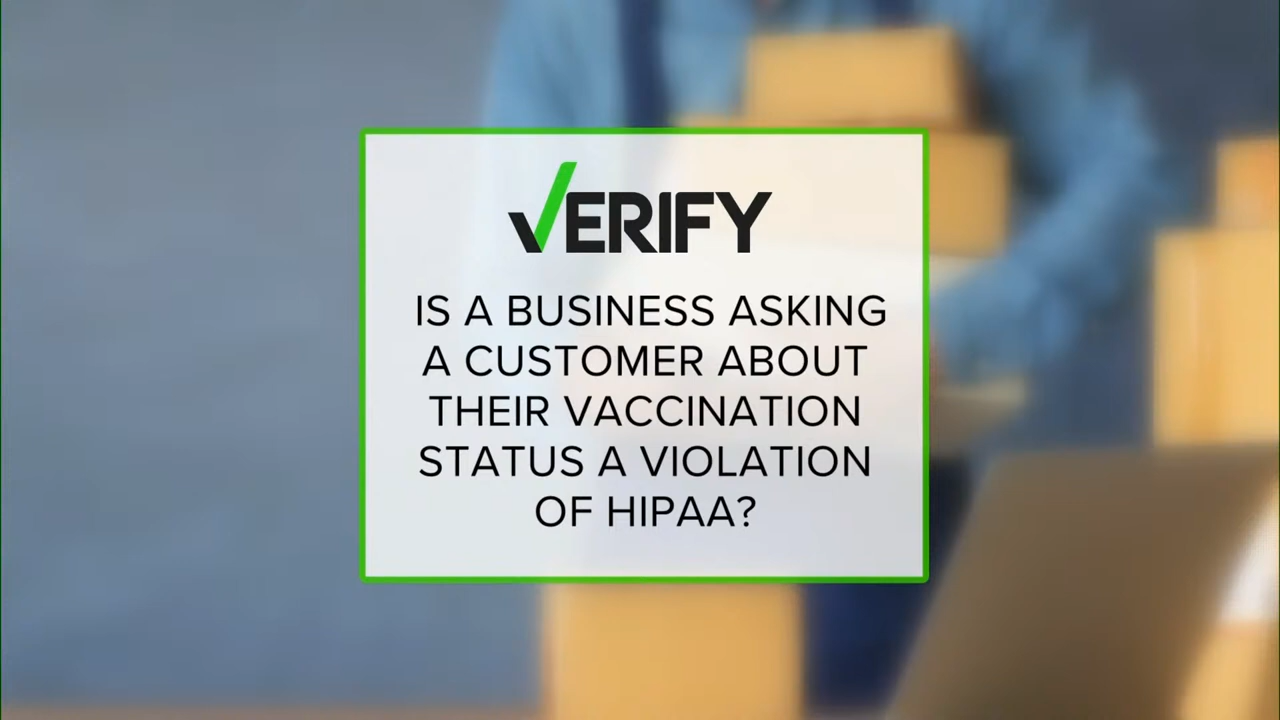 VERIFY
IS A BUSINESS ASKING
A CUSTOMER ABOUT
THEIR VACCINATION
STATUS A VIOLATION
OF HIPAA?